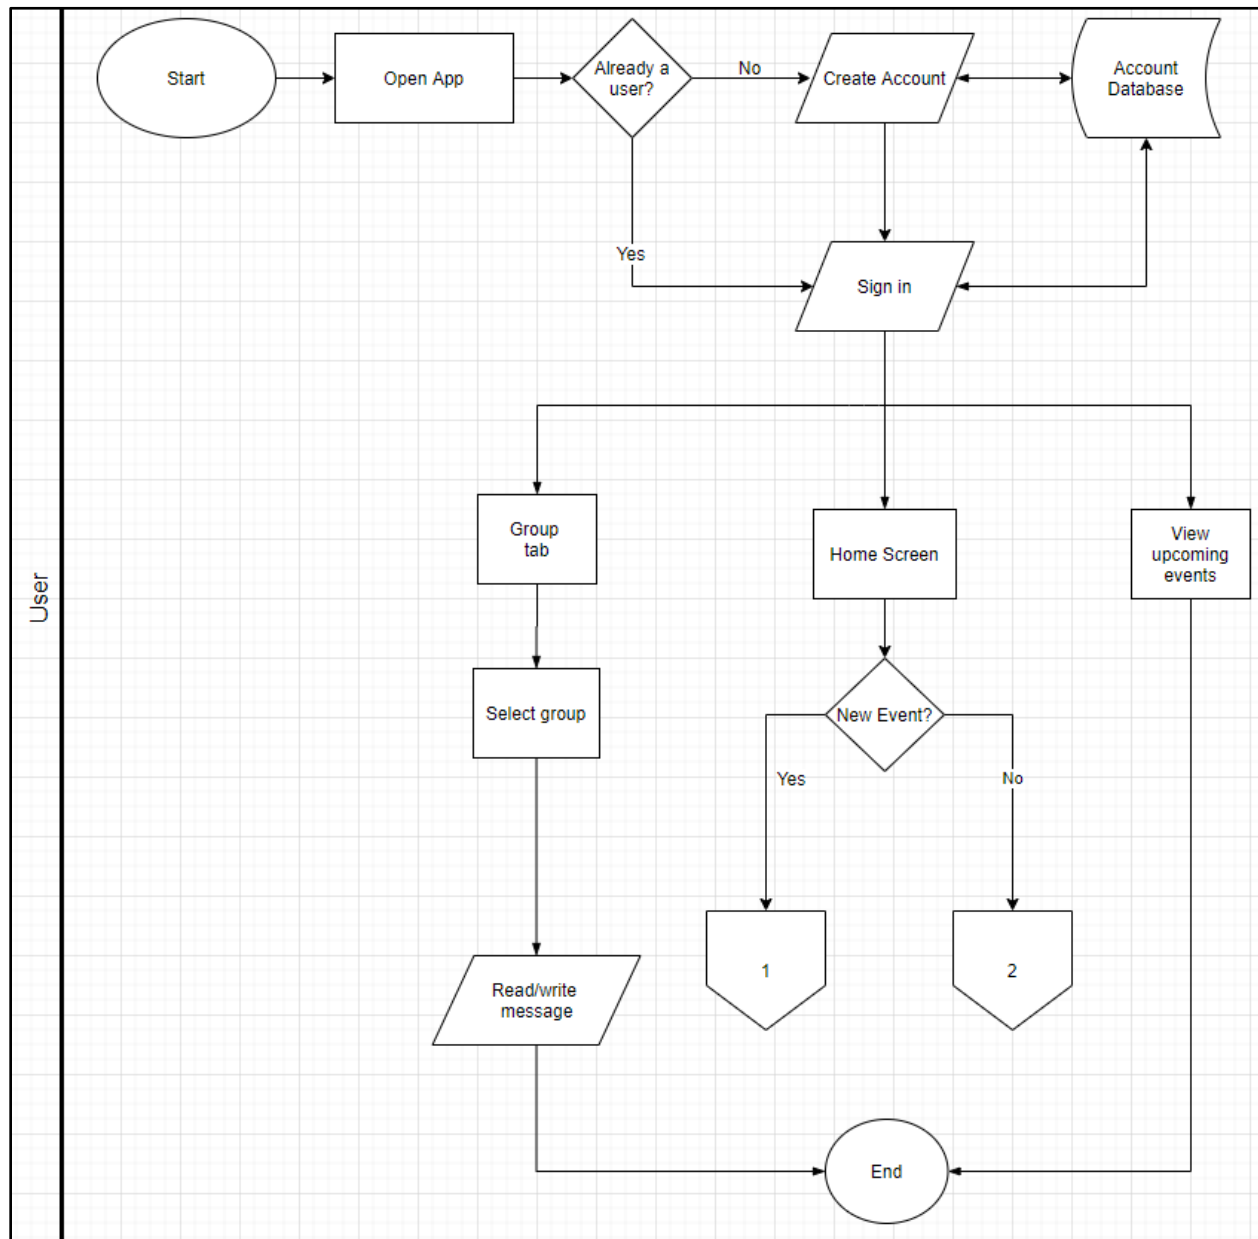 Start
Open App
Already a
user?
No
Create Account
Account
Database
Yes
Sign in
Group
tab
Home Screen
View
upcoming
events
User
Select group
New Event?
Yes
No
Read/write
message
1
2
End